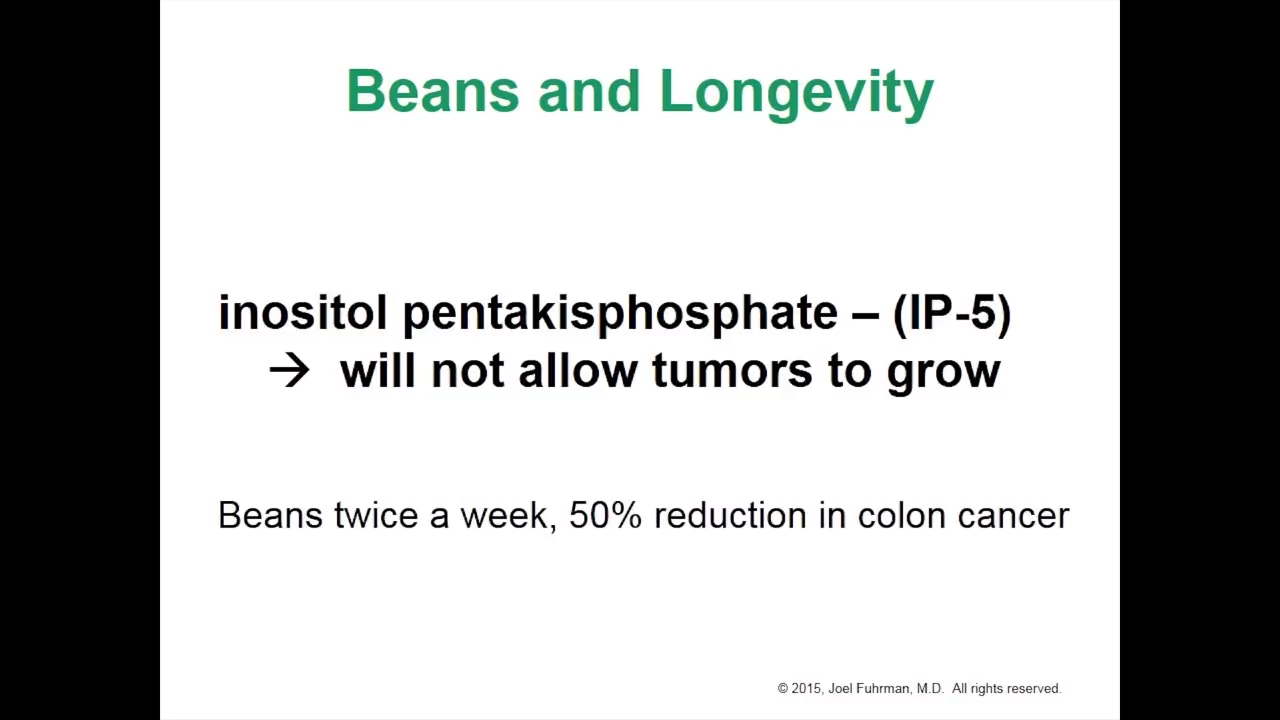 Beans and Longevity
inositol pentakisphosphate – (IP-5)
→ will not allow tumors to grow
Beans twice a week, 50% reduction in colon cancer
© 2015, Joel Fuhrman, M.D. All rights reserved.